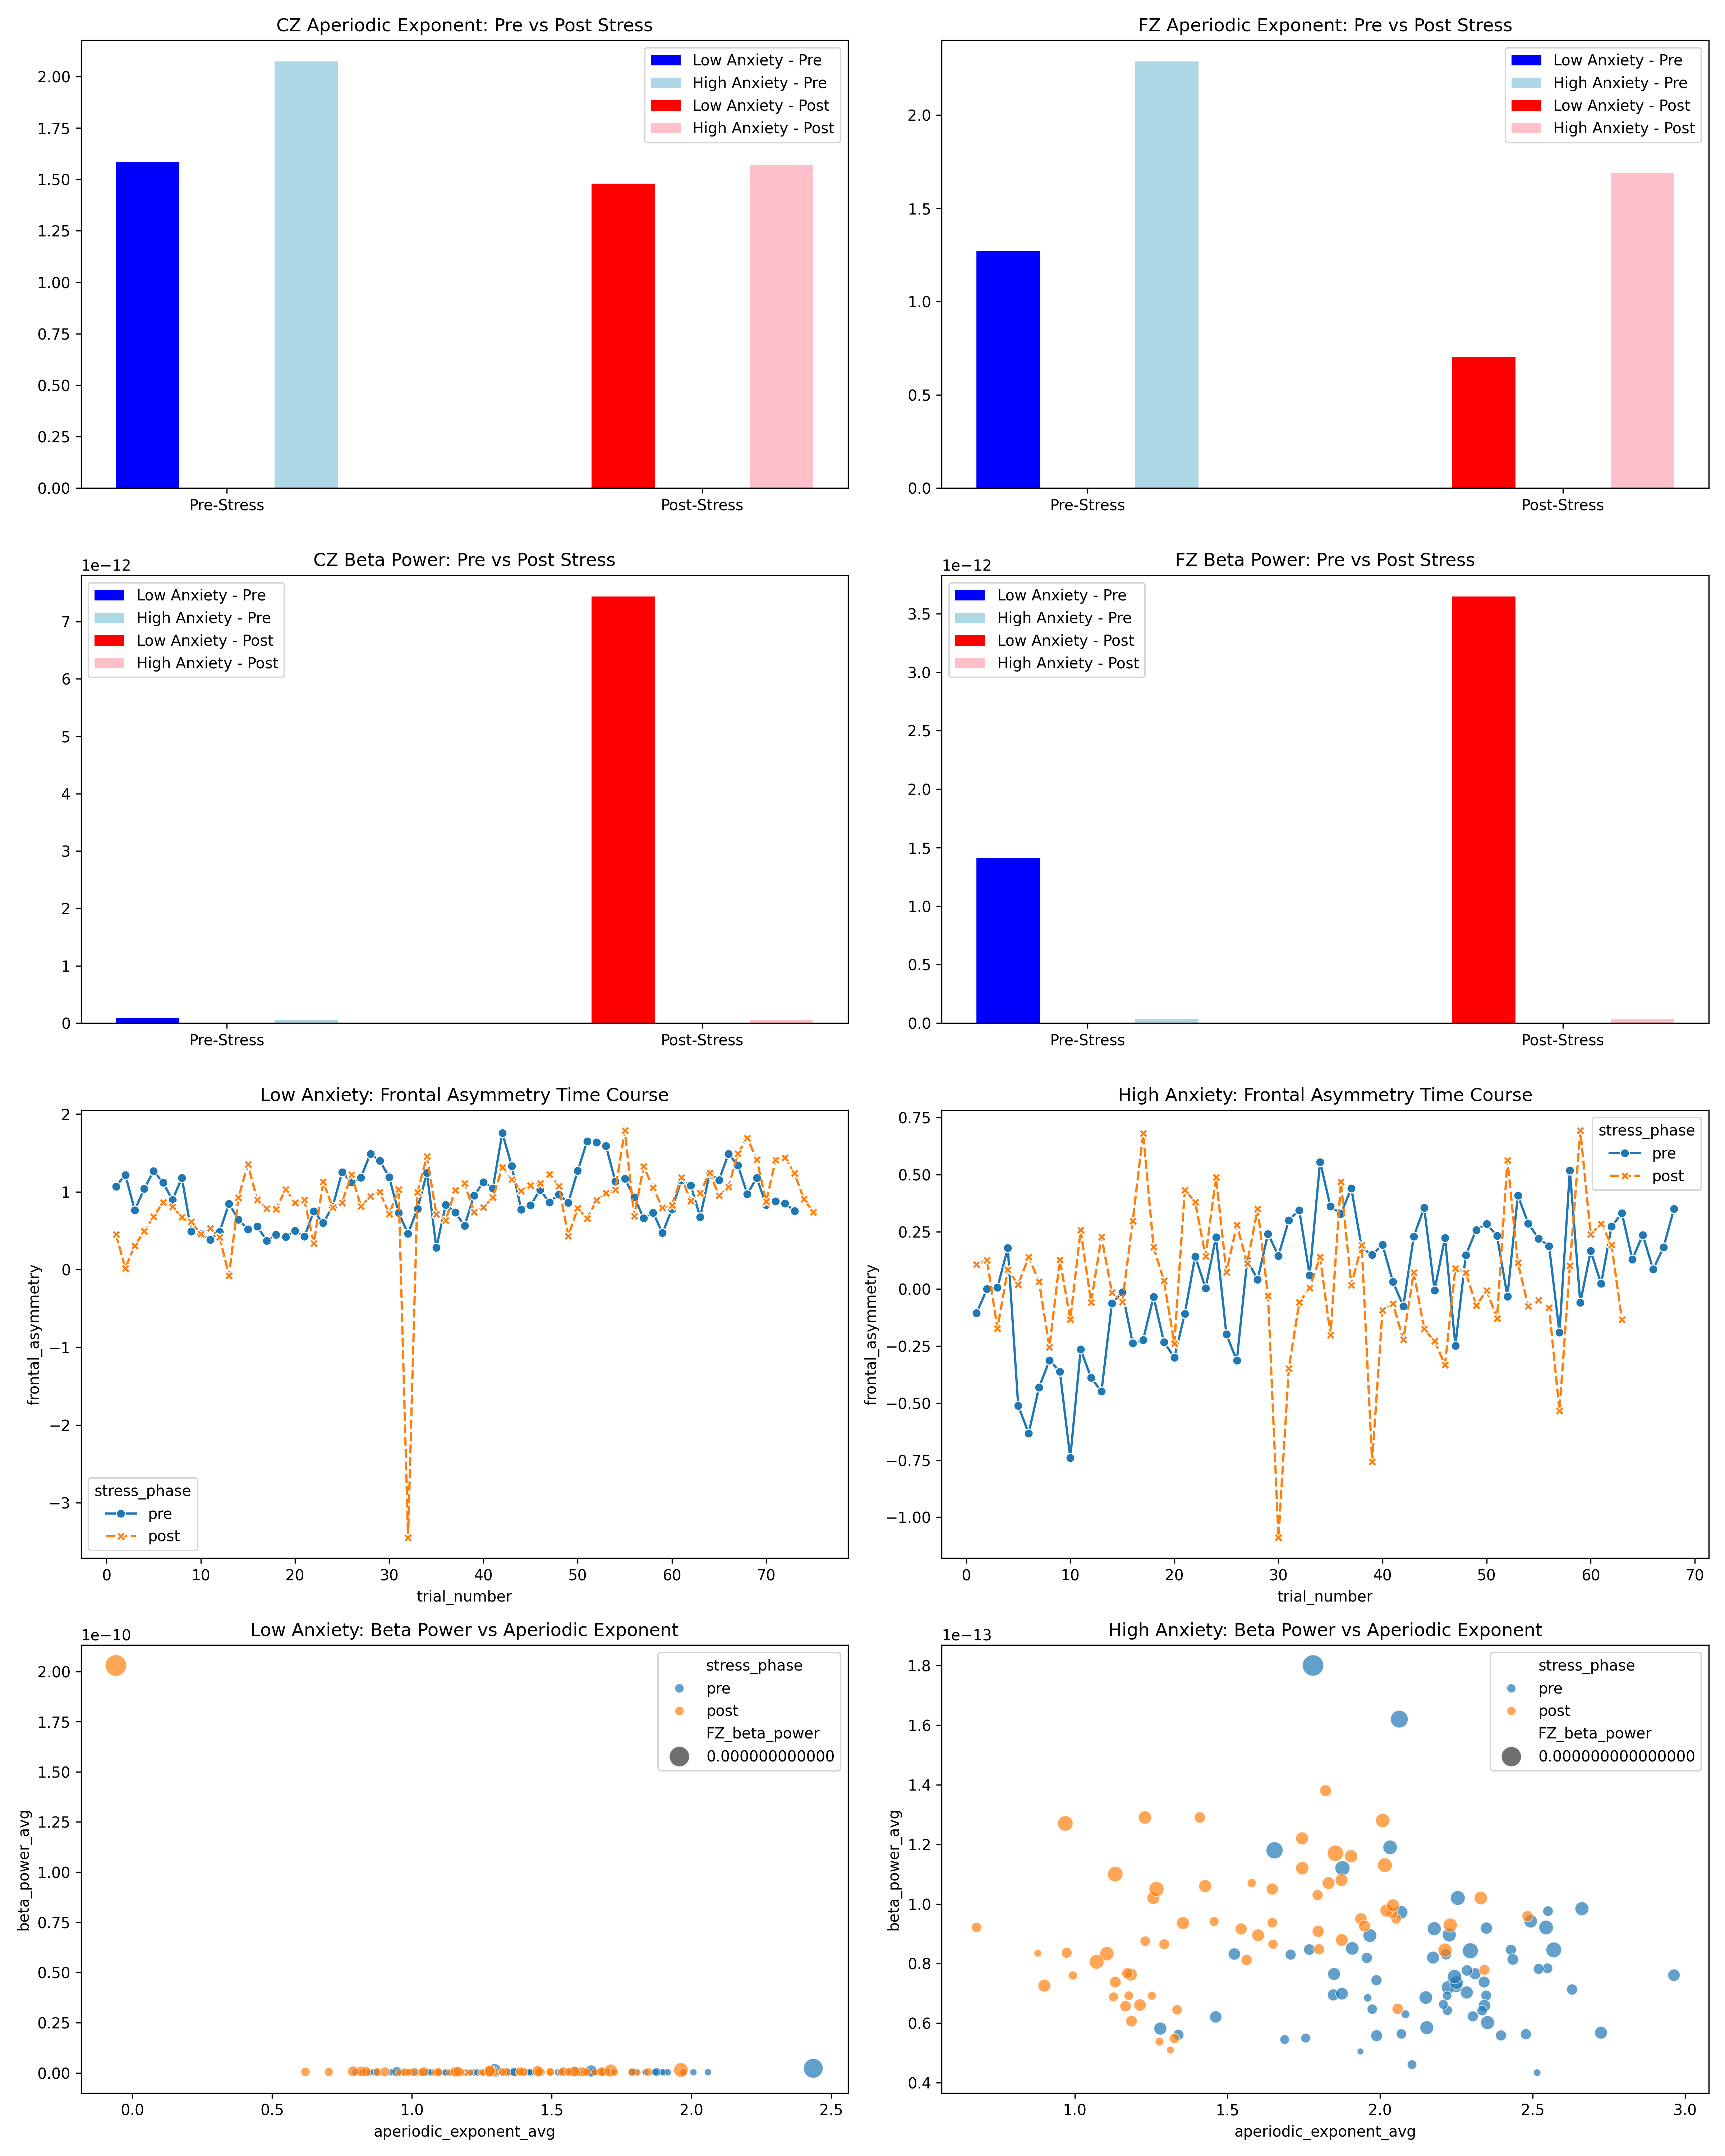 CZ Aperiodic Exponent: Pre vs Post Stress
2.00
1.75
1.50
1.25
1.00
0.75
0.50
0.25
0.00
Low Anxiety - Pre
High Anxiety - Pre
Low Anxiety - Post
High Anxiety - Post
Pre-Stress
Post-Stress
FZ Aperiodic Exponent: Pre vs Post Stress
2.0
1.5
1.0
0.5
0.0
Low Anxiety - Pre
High Anxiety - Pre
Low Anxiety - Post
High Anxiety - Post
Pre-Stress
Post-Stress
CZ Beta Power: Pre vs Post Stress
1e−12
7
6
5
4
3
2
1
0
Low Anxiety - Pre
High Anxiety - Pre
Low Anxiety - Post
High Anxiety - Post
Pre-Stress
Post-Stress
FZ Beta Power: Pre vs Post Stress
1e−12
3.5
3.0
2.5
2.0
1.5
1.0
0.5
0.0
Low Anxiety - Pre
High Anxiety - Pre
Low Anxiety - Post
High Anxiety - Post
Pre-Stress
Post-Stress
Low Anxiety: Frontal Asymmetry Time Course
frontal_asymmetry
2
1
0
−1
−2
−3
stress_phase
pre
post
0 10 20 30 40 50 60 70
trial_number
High Anxiety: Frontal Asymmetry Time Course
frontal_asymmetry
0.75
0.50
0.25
0.00
−0.25
−0.50
−0.75
−1.00
stress_phase
pre
post
0 10 20 30 40 50 60 70
trial_number
Low Anxiety: Beta Power vs Aperiodic Exponent
1e−10
beta_power_avg
2.00
1.75
1.50
1.25
1.00
0.75
0.50
0.25
0.00
stress_phase
pre
post
FZ_beta_power
0.000000000000
0.0 0.5 1.0 1.5 2.0 2.5
aperiodic_exponent_avg
High Anxiety: Beta Power vs Aperiodic Exponent
1e−13
beta_power_avg
1.8
1.6
1.4
1.2
1.0
0.8
0.6
0.4
stress_phase
pre
post
FZ_beta_power
0.000000000000000
1.0 1.5 2.0 2.5 3.0
aperiodic_exponent_avg